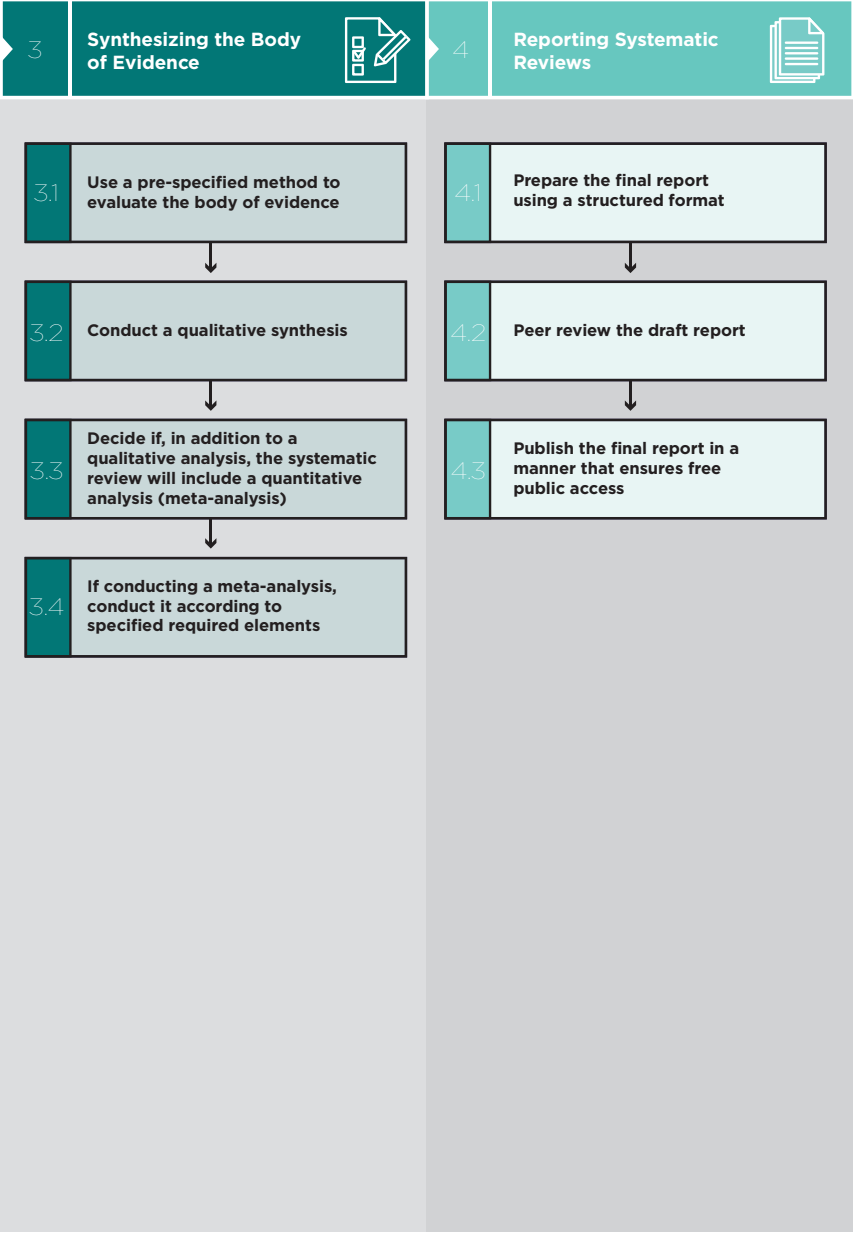 3
Synthesizing the Body
of Evidence
3.1
Use a pre-specified method to
evaluate the body of evidence
3.2
Conduct a qualitative synthesis
3.3
Decide if, in addition to a
qualitative analysis, the systematic
review will include a quantitative
analysis (meta-analysis)
3.4
If conducting a meta-analysis,
conduct it according to
specified required elements
4
Reporting Systematic
Reviews
4.1
Prepare the final report
using a structured format
4.2
Peer review the draft report
4.3
Publish the final report in a
manner that ensures free
public access